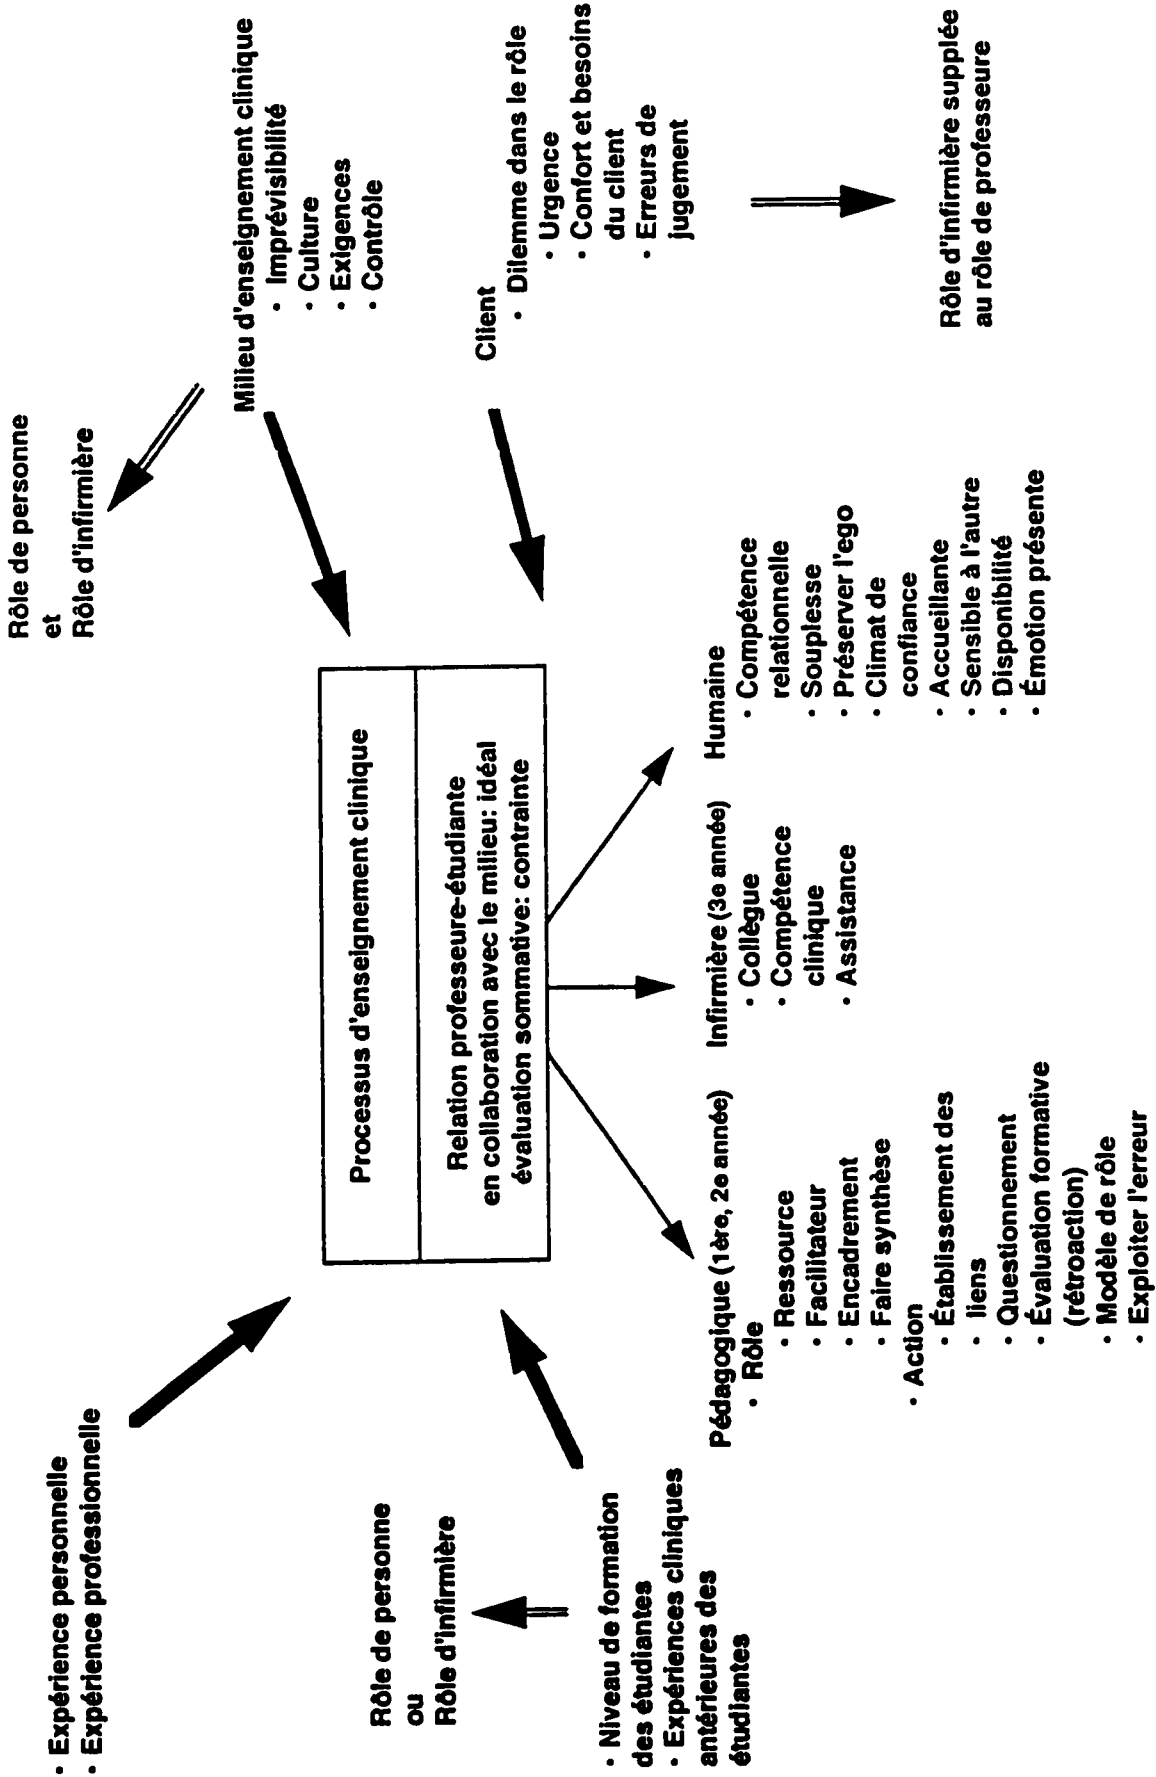 • Expérience personnelle
• Expérience professionnelle
Rôle de personne
et
Rôle d'infirmière
Milieu d'enseignement clinique
• Imprévisibilité
• Culture
• Exigences
• Contrôle
Processus d'enseignement clinique
Relation professeure-étudiante
en collaboration avec le milieu: idéal
évaluation sommative: contrainte
Rôle de personne
ou
Rôle d'infirmière
• Niveau de formation
des étudiantes
• Expériences cliniques
antérieures des
étudiantes
Client
• Dilemme dans le rôle
• Urgence
• Confort et besoins
du client
• Erreurs de
jugement
Rôle d'infirmière supplée
au rôle de professeure
Pédagogique (1ère, 2e année)
• Rôle
• Ressource
• Facilitateur
• Encadrement
• Faire synthèse
• Action
• Établissement des
• liens
• Questionnement
• Évaluation formative
(rétroaction)
• Modèle de rôle
• Exploiter l'erreur
Infirmière (3e année)
• Collègue
• Compétence
clinique
• Assistance
Humaine
• Compétence
relationnelle
• Souplesse
• Préserver l'ego
• Climat de
confiance
• Accueillante
• Sensible à l'autre
• Disponibilité
• Émotion présente